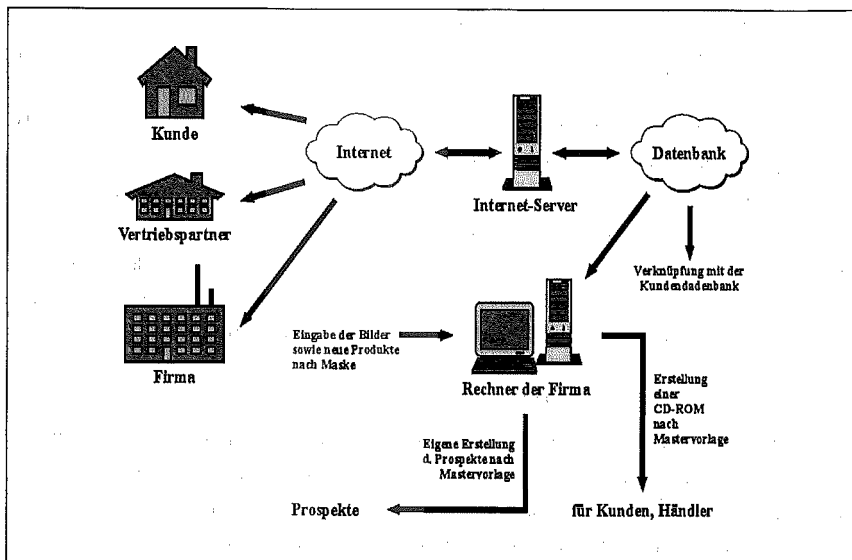 Kunde
Internet
Datenbank
Internet-Server
Vertriebspartner
Verknüpfung mit der
Kundendadenbank
Firma
Eingabe der Bilder
sowie neue Produkte
nach Maske
Rechner der Firma
Erstellung
einer
CD-ROM
nach
Mastervorlage
Eigene Erstellung
d. Prospekte nach
Mastervorlage
Prospekte
für Kunden, Händler